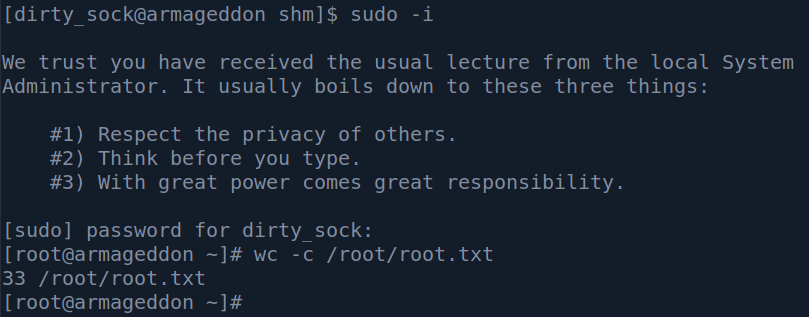 [dirty_sock@armageddon shm]$ sudo -i
We trust you have received the usual lecture from the local System
Administrator. It usually boils down to these three things:
#1) Respect the privacy of others.
#2) Think before you type.
#3) With great power comes great responsibility.
[sudo] password for dirty_sock:
[root@armageddon ~]# wc -c /root/root.txt
33 /root/root.txt
[root@armageddon ~]#